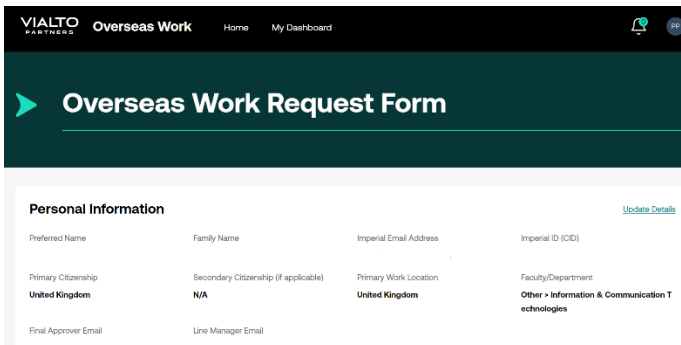 VIALTO
PARTNERS
Overseas Work Home My Dashboard 0 PP
Overseas Work Request Form
Personal Information Update Details
Preferred Name Family Name Imperial Email Address Imperial ID (CID)
Primary Citizenship Secondary Citizenship (if applicable) Primary Work Location Faculty/Department
United Kingdom N/A United Kingdom Other > Information & Communication T
echnologies
Final Approver Email Line Manager Email